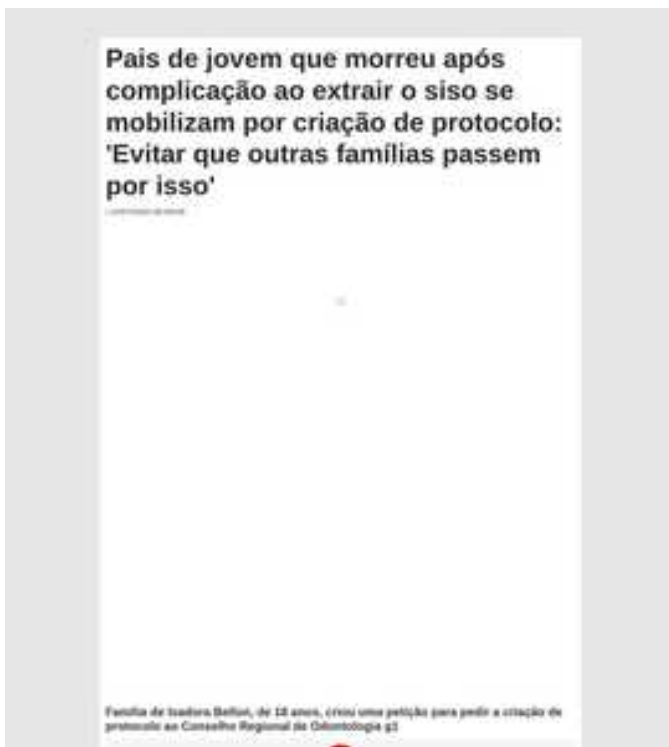 Pais de jovem que morreu após
complicação ao extrair o siso se
mobilizam por criação de protocolo:
'Evitar que outras famílias passem
por isso'
Família de Isadora Belon, de 18 anos, criou uma petição para pedir a criação de
protocolo ao Conselho Regional de Odontologia g1